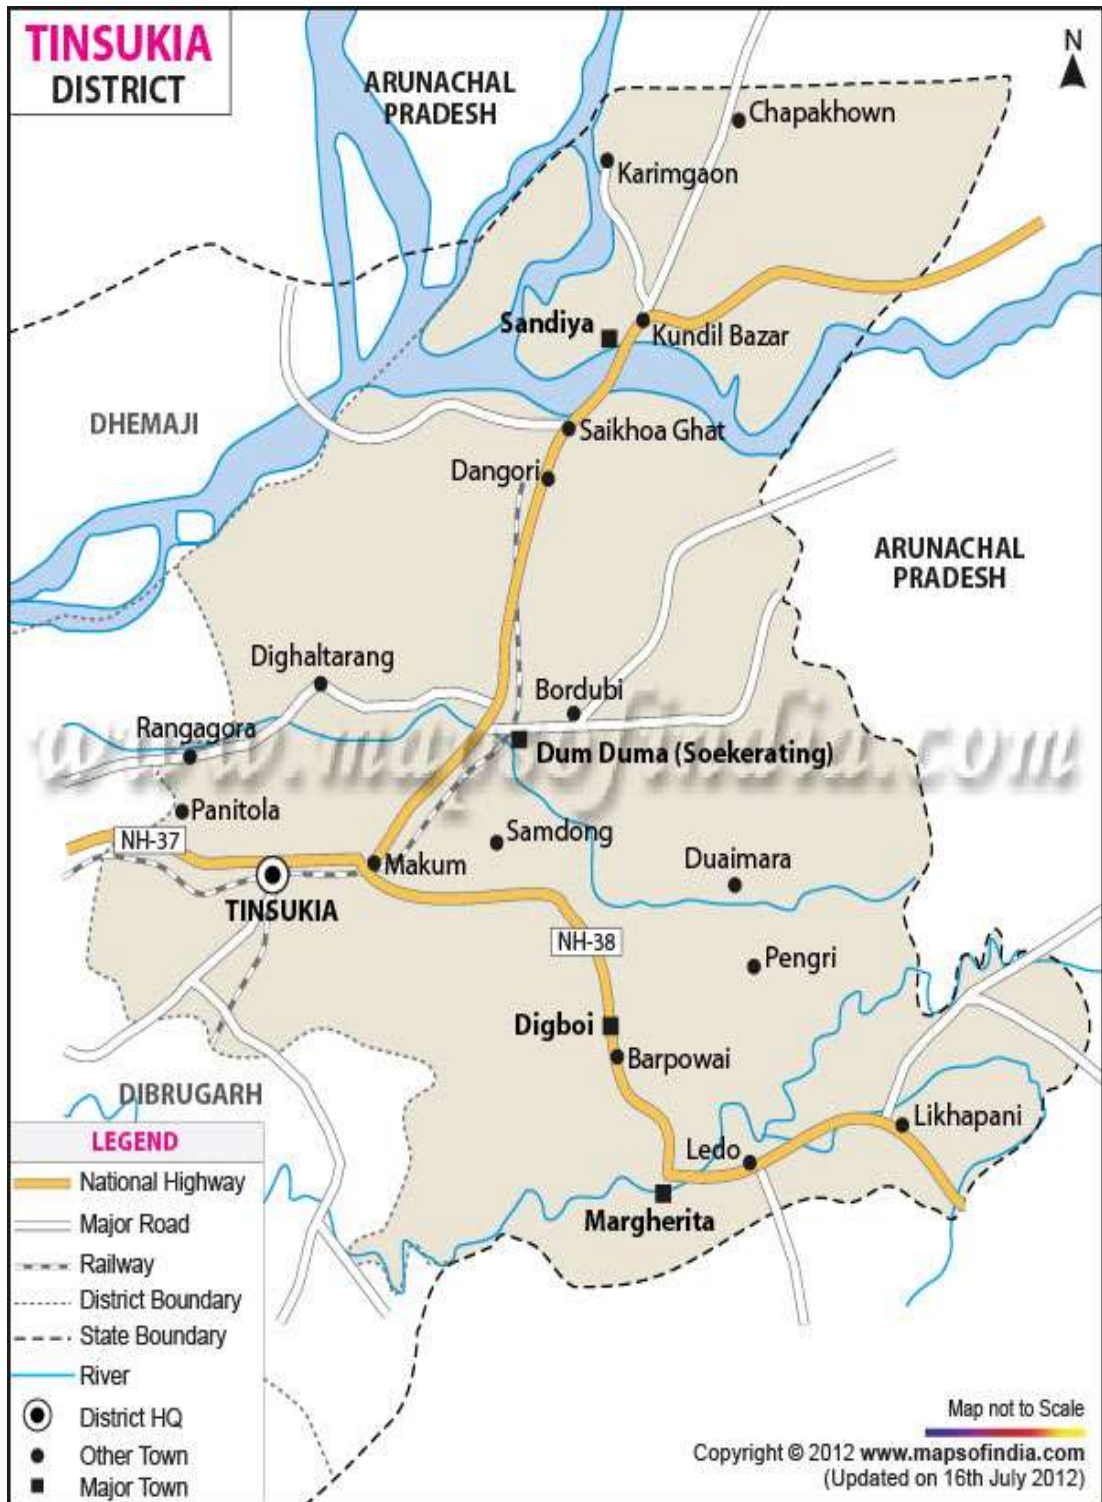 TINSUKIA
DISTRICT
N
ARUNACHAL
PRADESH
Chapakhown
Karimgaon
Sandiya
Kundil Bazar
DHEMAJI
Saikhoa Ghat
Dangori
ARUNACHAL
PRADESH
Dighaltarang
Bordubi
Rangagora
www.mapsofindia.com
Dum Duma (Soekerating)
Panitola
Samdong
NH-37
Makum
Duaimara
TINSUKIA
NH-38
Pengri
Digboi
Barpowai
DIBRUGARH
Likhapani
Ledo
Margherita
LEGEND
National Highway
Major Road
Railway
District Boundary
State Boundary
River
District HQ
Other Town
Major Town
Map not to Scale
Copyright © 2012 www.mapsofindia.com
(Updated on 16th July 2012)